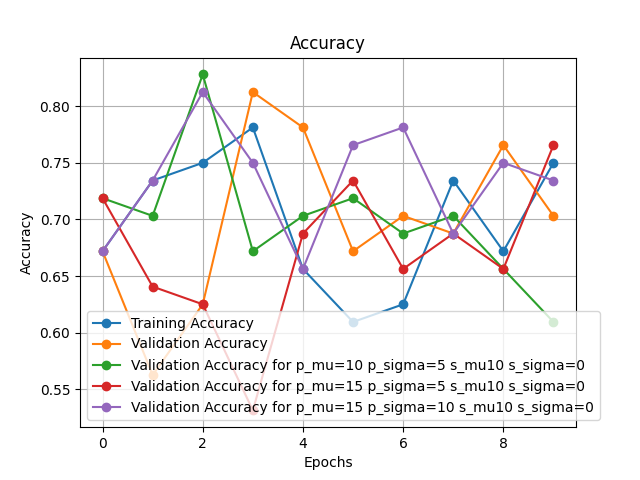 Accuracy
Accuracy
0.80
0.75
0.70
0.65
0.60
0.55
Training Accuracy
Validation Accuracy
Validation Accuracy for p_mu=10 p_sigma=5 s_mu10 s_sigma=0
Validation Accuracy for p_mu=15 p_sigma=5 s_mu10 s_sigma=0
Validation Accuracy for p_mu=15 p_sigma=10 s_mu10 s_sigma=0
0 2 4 6 8
Epochs